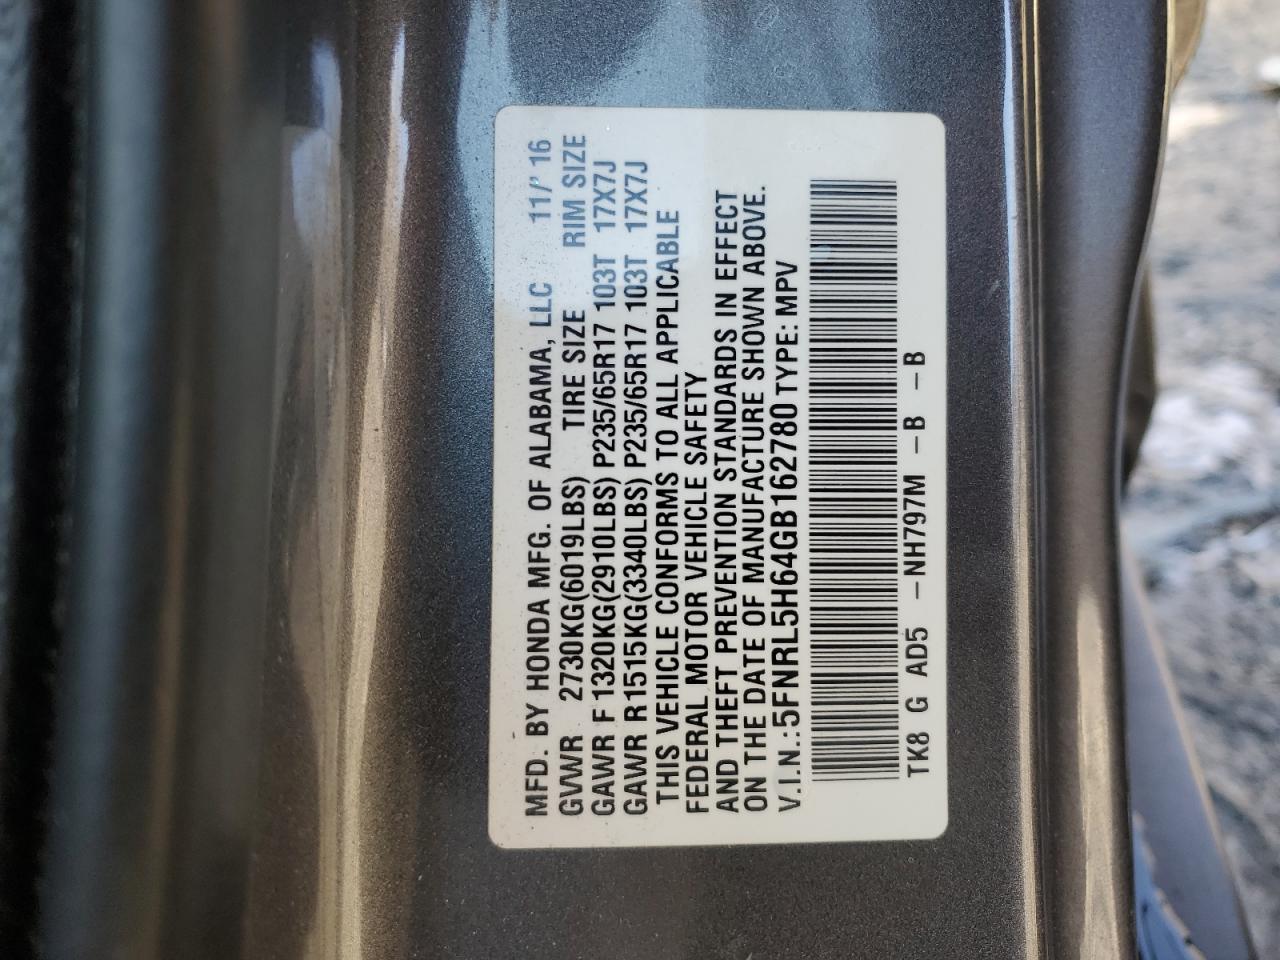 MFD. BY HONDA MFG. OF ALABAMA, LLC 11/'16
GVWR 2730KG(6019LBS) TIRE SIZE RIM SIZE
GAWR F 1320KG(2910LBS) P235/65R17 103T 17X7J
GAWR R 1515KG(3340LBS) P235/65R17 103T 17X7J
THIS VEHICLE CONFORMS TO ALL APPLICABLE
FEDERAL MOTOR VEHICLE SAFETY
AND THEFT PREVENTION STANDARDS IN EFFECT
ON THE DATE OF MANUFACTURE SHOWN ABOVE.
V.I.N.:5FNRL5H64GB162780 TYPE: MPV
TK8 G AD5 -NH797M -B -B